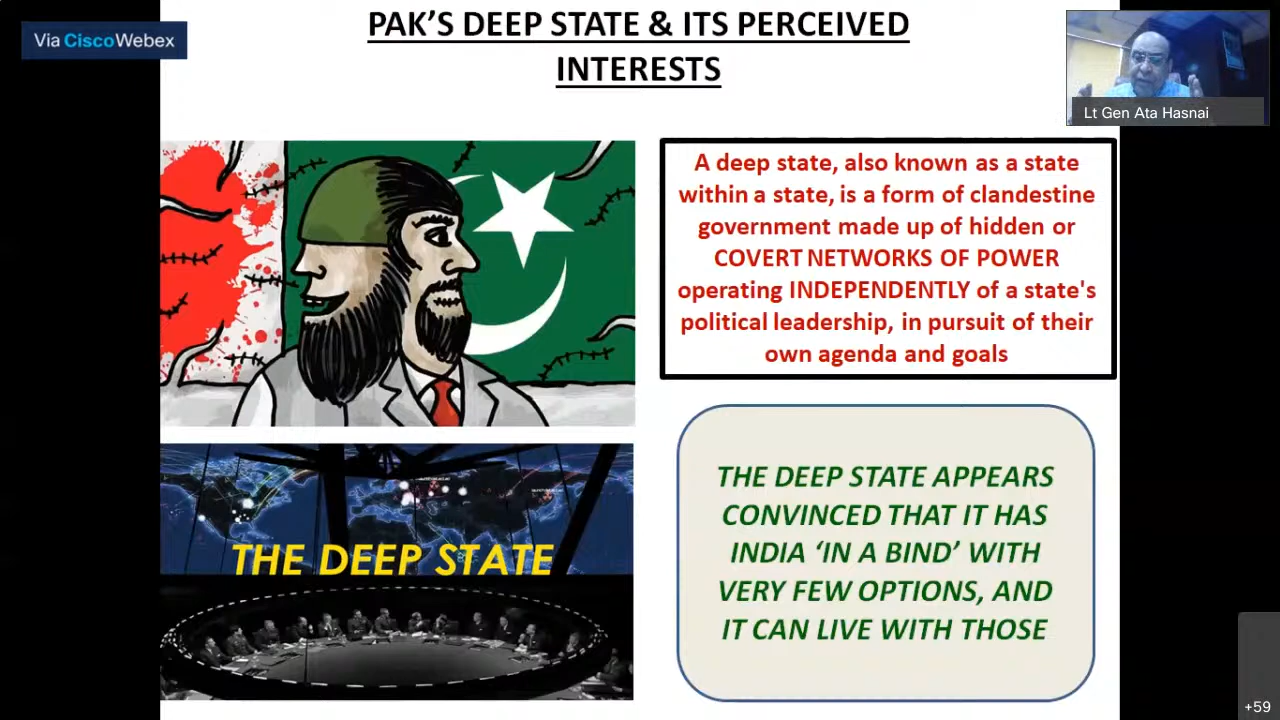 Via Cisco Webex
PAK'S DEEP STATE & ITS PERCEIVED
INTERESTS
Lt Gen Ata Hasnai
A deep state, also known as a state
within a state, is a form of clandestine
government made up of hidden or
COVERT NETWORKS OF POWER
operating INDEPENDENTLY of a state's
political leadership, in pursuit of their
own agenda and goals
THE DEEP STATE
THE DEEP STATE APPEARS
CONVINCED THAT IT HAS
INDIA ‘IN A BIND’ WITH
VERY FEW OPTIONS, AND
IT CAN LIVE WITH THOSE
+59